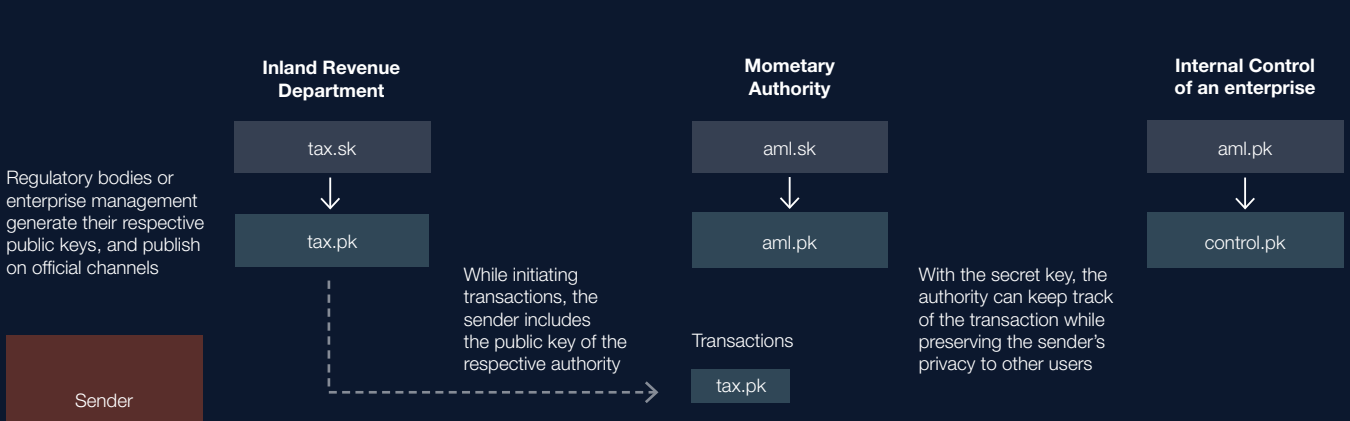 Inland Revenue
Department
Mometary
Authority
Internal Control
of an enterprise
tax.sk
aml.sk
aml.pk
Regulatory bodies or
enterprise management
generate their respective
public keys, and publish
on official channels
tax.pk
aml.pk
control.pk
While initiating
transactions, the
sender includes
the public key of the
respective authority
With the secret key, the
authority can keep track
of the transaction while
preserving the sender's
privacy to other users
Transactions
tax.pk
Sender